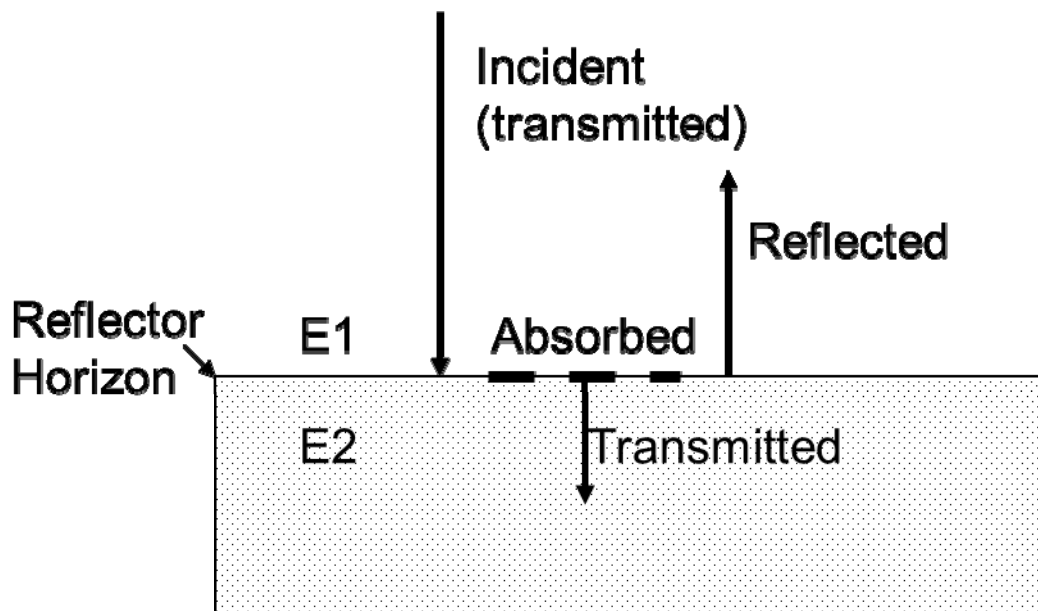 Incident
(transmitted)
Reflected
Reflector
Horizon
E1
Absorbed
E2
Transmitted